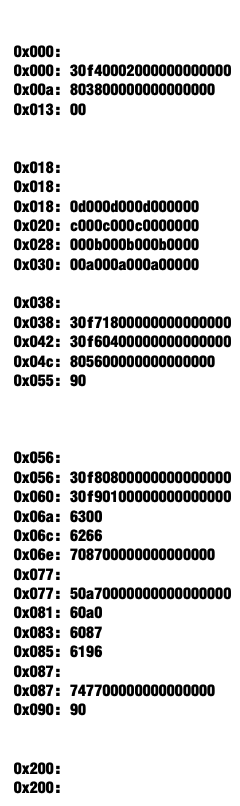 0x000:
0x000: 30f40002000000000000
0x00a: 803800000000000000
0x013: 00
0x018:
0x018:
0x018: 0d000d000d000000
0x020: c000c000c0000000
0x028: 000b000b000b0000
0x030: 00a000a000a00000
0x038:
0x038: 30f71800000000000000
0x042: 30f60400000000000000
0x04c: 805600000000000000
0x055: 90
0x056:
0x056: 30f80800000000000000
0x060: 30f90100000000000000
0x06a: 6300
0x06c: 6266
0x06e: 708700000000000000
0x077:
0x077: 50a70000000000000000
0x081: 60a0
0x083: 6087
0x085: 6196
0x087:
0x087: 747700000000000000
0x090: 90
0x200:
0x200: